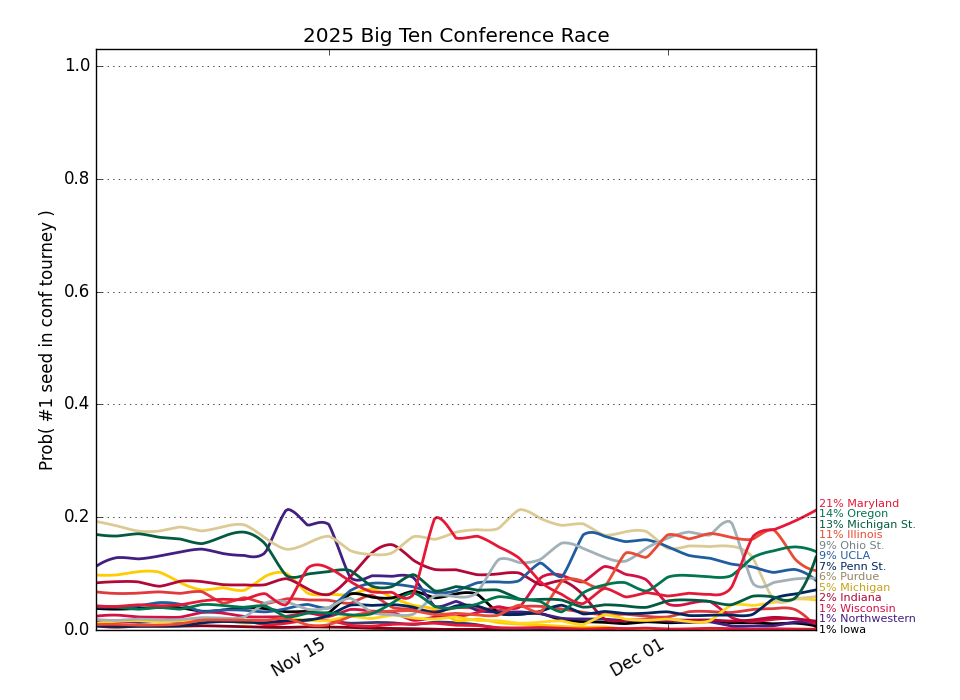 2025 Big Ten Conference Race
Prob( #1 seed in conf tourney )
1.0
0.8
0.6
0.4
0.2
0.0
Nov 15
Dec 01
21% Maryland
14% Oregon
13% Michigan St.
11% Illinois
9% Ohio St.
9% UCLA
7% Penn St.
6% Purdue
5% Michigan
2% Indiana
1% Wisconsin
1% Northwestern
1% Iowa